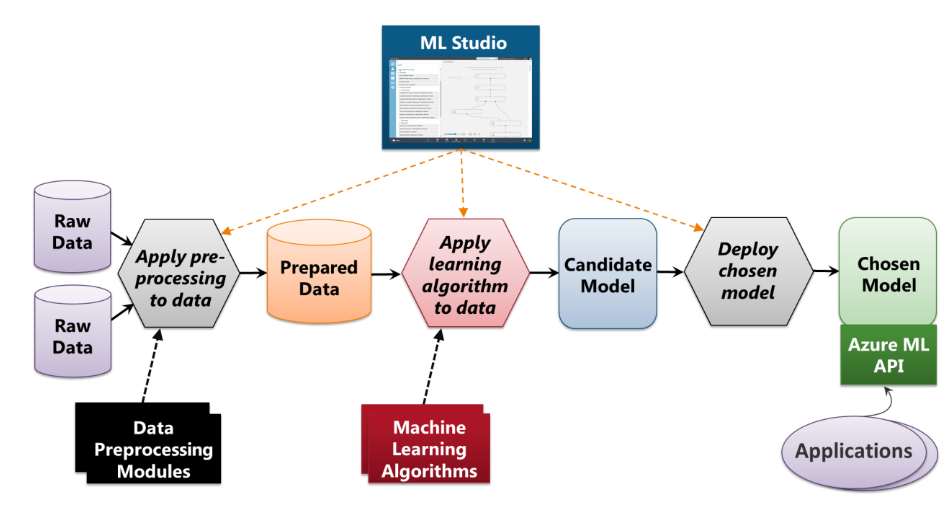 ML Studio
Raw
Data
Raw
Data
Apply pre-
processing
to data
Prepared
Data
Apply
learning
algorithm
to data
Candidate
Model
Deploy
chosen
model
Chosen
Model
Azure ML
API
Data
Preprocessing
Modules
Machine
Learning
Algorithms
Applications